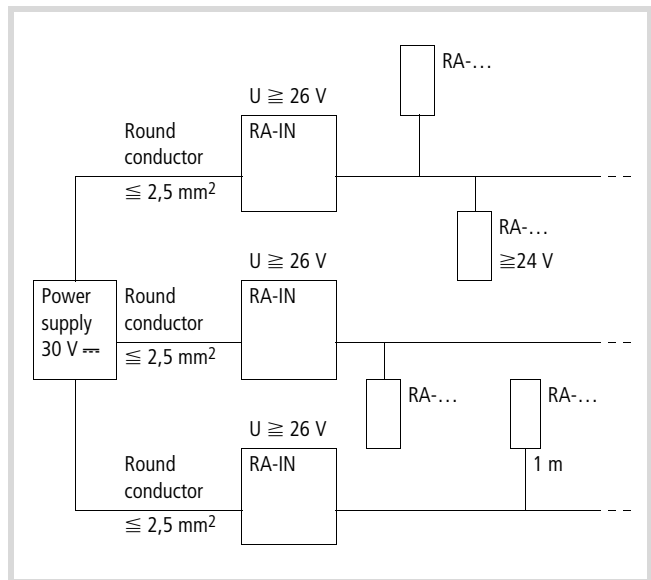 RA-…
U ≧ 26 V
Round
conductor
≦ 2,5 mm²
RA-IN
RA-…
≧24 V
U ≧ 26 V
Power
supply
30 V ⎓
Round
conductor
≦ 2,5 mm²
RA-IN
RA-…
RA-…
U ≧ 26 V
Round
conductor
≦ 2,5 mm²
RA-IN
1 m